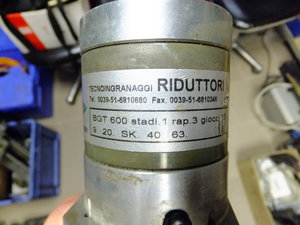 TECNOINGRANAGGI RIDUTTORI
Tel. 0039-51-6810680 Fax. 0039-51-6810346
BGT 600 stadi.1 rap.3 gioco.
9 20. SK. 40 63.